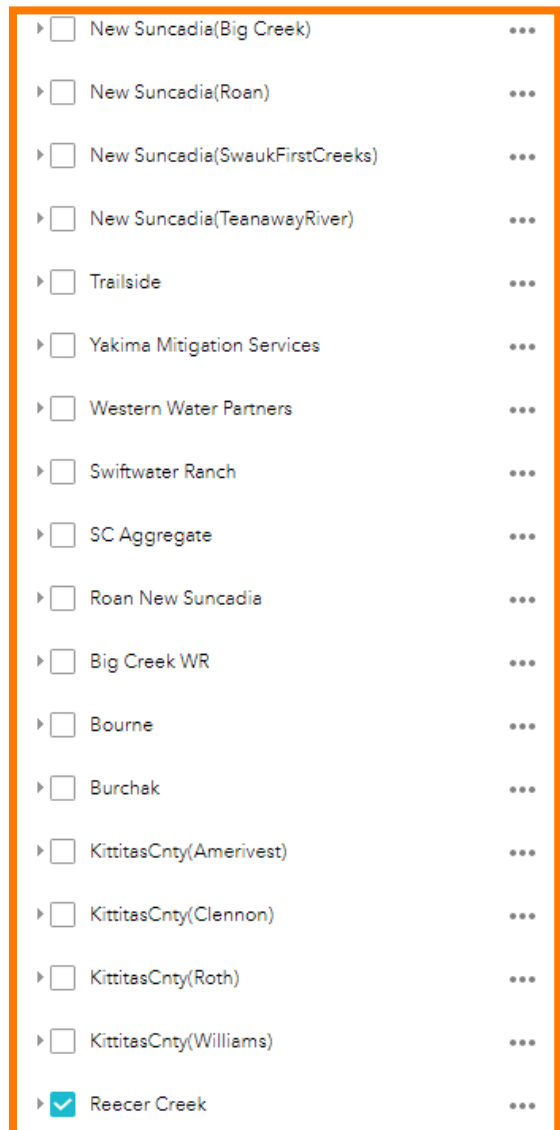 New Suncadia(Big Creek)
New Suncadia(Roan)
New Suncadia(SwaukFirstCreeks)
New Suncadia(TeanawayRiver)
Trailside
Yakima Mitigation Services
Western Water Partners
Swiftwater Ranch
SC Aggregate
Roan New Suncadia
Big Creek WR
Bourne
Burchak
KittitasCnty(Amerivest)
KittitasCnty(Clennon)
KittitasCnty(Roth)
KittitasCnty(Williams)
Reecer Creek